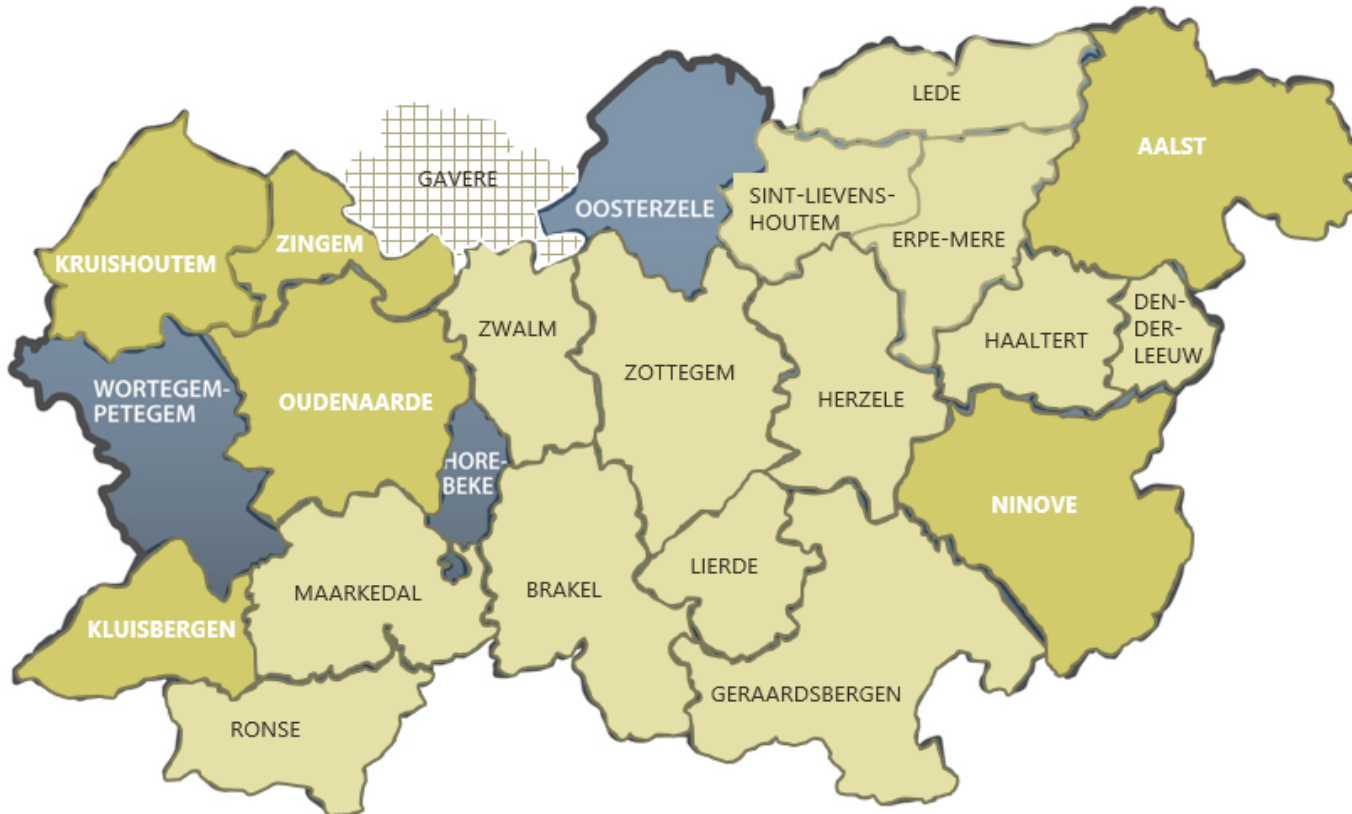 LEDE
AALST
GAVERE
SINT-LIEVENS-
HOUTEM
OOSTERZELE
ERPE-MERE
ZINGEM
KRUISHOUTEM
DEN-
DER-
LEEUW
ZWALM
HAALTERT
ZOTTEGEM
WORTEGEM-
PETEGEM
OUDENAARDE
HERZELE
HORE-
BEKE
NINOVE
LIERDE
MAARKEDAL
BRAKEL
KLUISBERGEN
GERAARDSBERGEN
RONSE